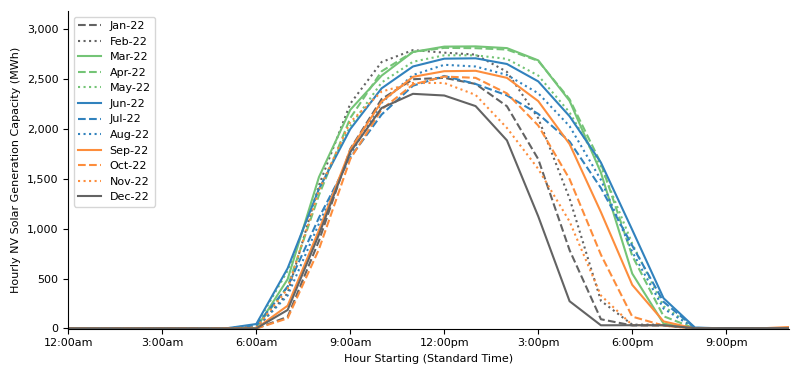 Hourly NV Solar Generation Capacity (MWh)
3,000
2,500
2,000
1,500
1,000
500
0
Jan-22
Feb-22
Mar-22
Apr-22
May-22
Jun-22
Jul-22
Aug-22
Sep-22
Oct-22
Nov-22
Dec-22
12:00am 3:00am 6:00am 9:00am 12:00pm 3:00pm 6:00pm 9:00pm
Hour Starting (Standard Time)